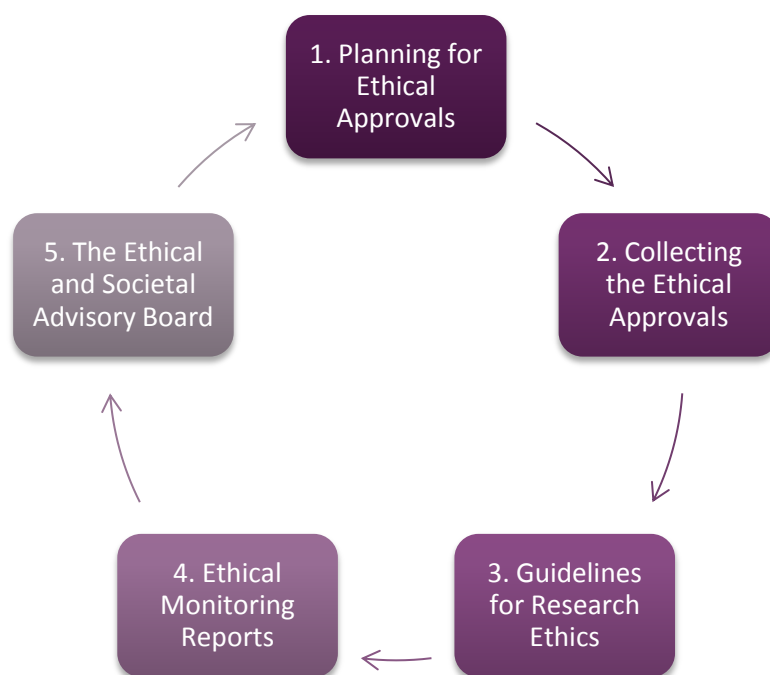 1. Planning for
Ethical
Approvals
2. Collecting
the Ethical
Approvals
3. Guidelines
for Research
Ethics
4. Ethical
Monitoring
Reports
5. The Ethical
and Societal
Advisory Board